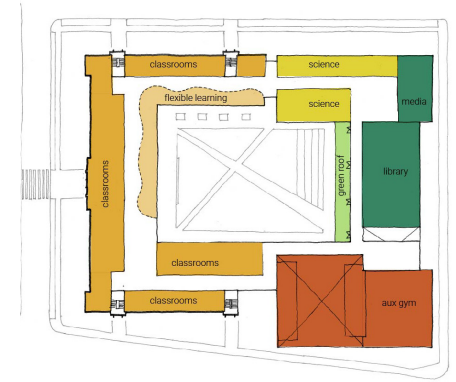 classrooms
science
flexible learning
science
media
classrooms
green roof
library
classrooms
classrooms
aux gym